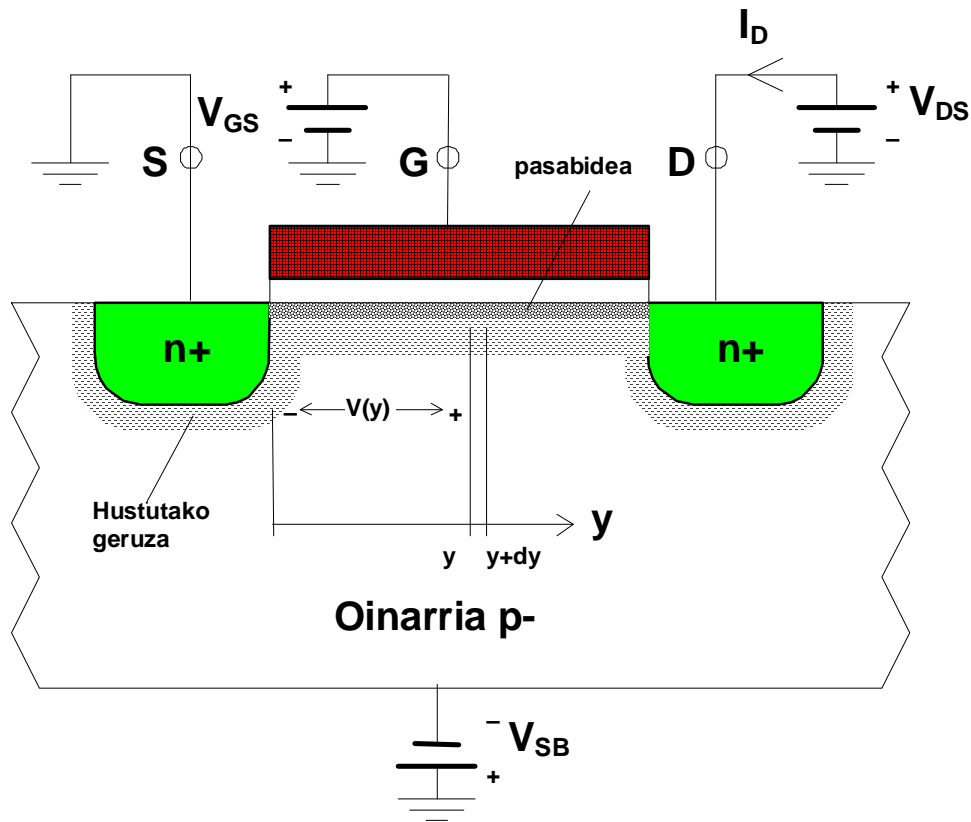 I_D
+
+
V_GS
V_DS
−
−
S
G
pasabidea
D
n+
n+
− V(y) +
Hustutako
geruza
y
y
y+dy
Oinarria p-
−
V_SB
+